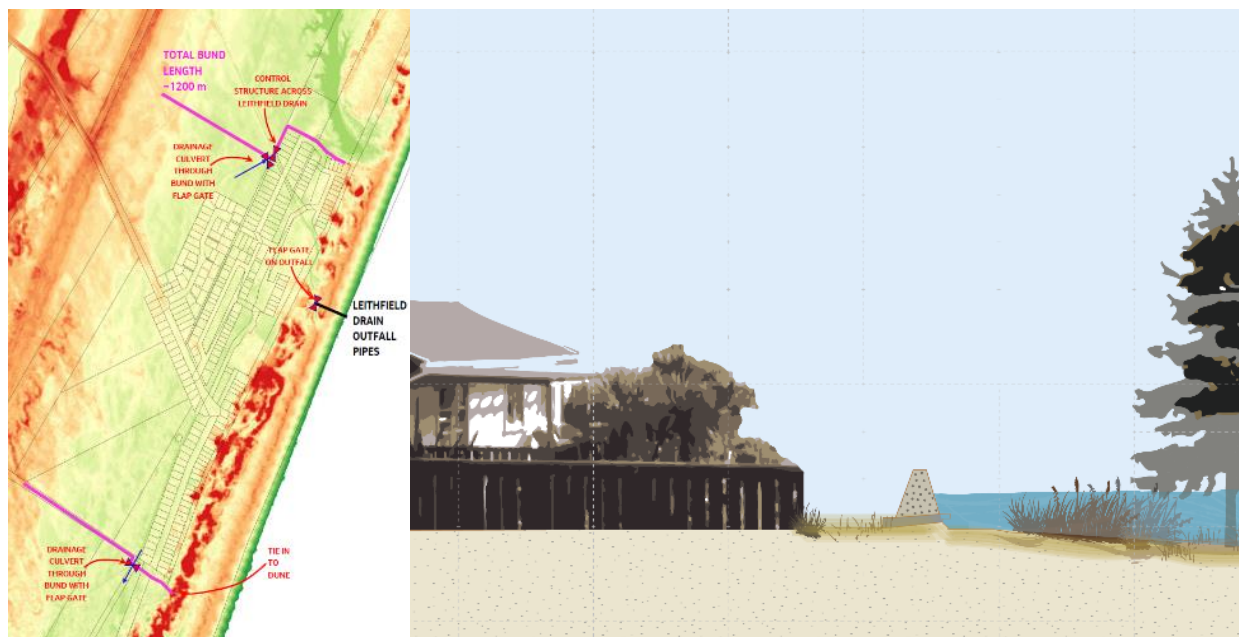 TOTAL BUND
LENGTH
~1200 m
CONTROL
STRUCTURE ACROSS
LEITHFIELD DRAIN
DRAINAGE
CULVERT
THROUGH
BUND WITH
FLAP GATE
FLAP GATE
ON OUTFALL
LEITHFIELD
DRAIN
OUTFALL
PIPES
DRAINAGE
CULVERT
THROUGH
BUND WITH
FLAP GATE
TIE IN
TO
DUNE